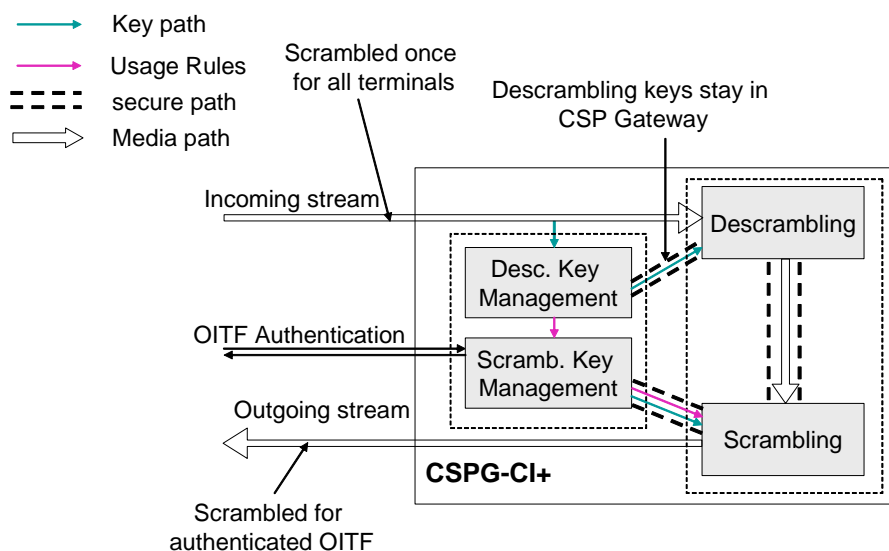 Key path
Usage Rules
secure path
Media path
Scrambled once
for all terminals
Descrambling keys stay in
CSP Gateway
Incoming stream
Descrambling
Desc. Key
Management
OITF Authentication
Scramb. Key
Management
Outgoing stream
Scrambling
CSPG-CI+
Scrambled for
authenticated OITF